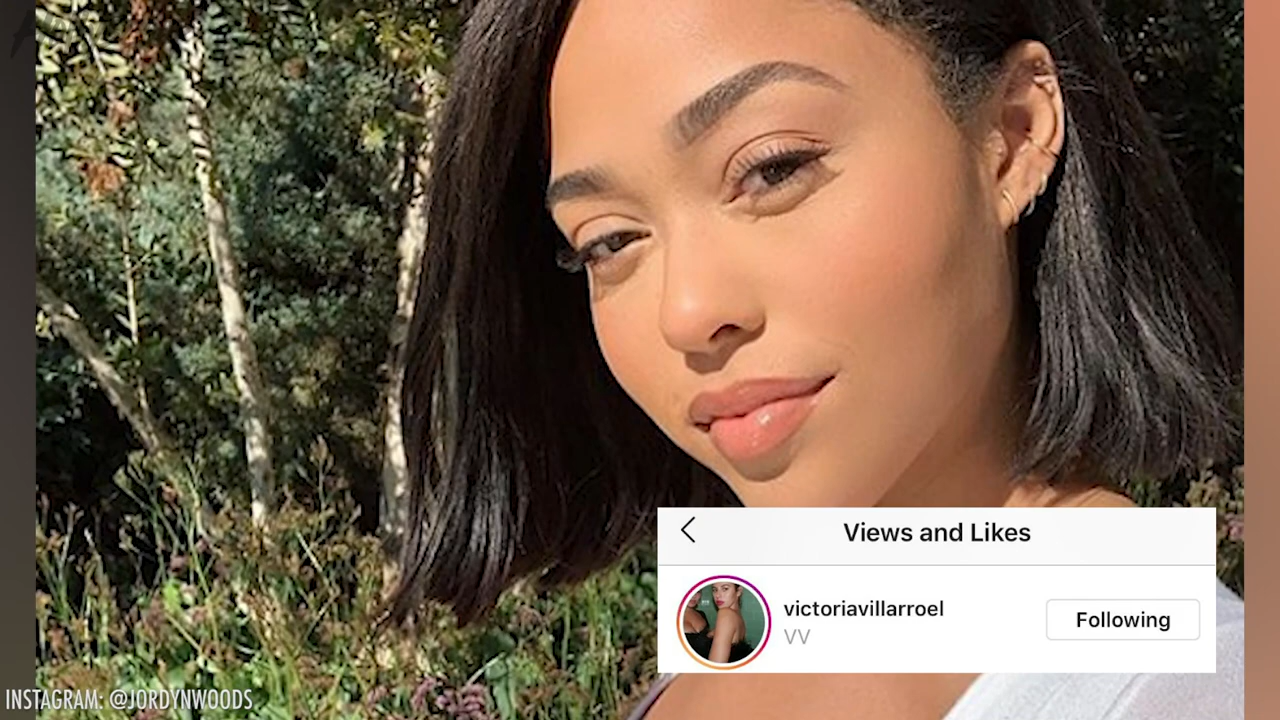 Views and Likes
victoriavillarroel
VV
Following
INSTAGRAM: @JORDYNWOODS